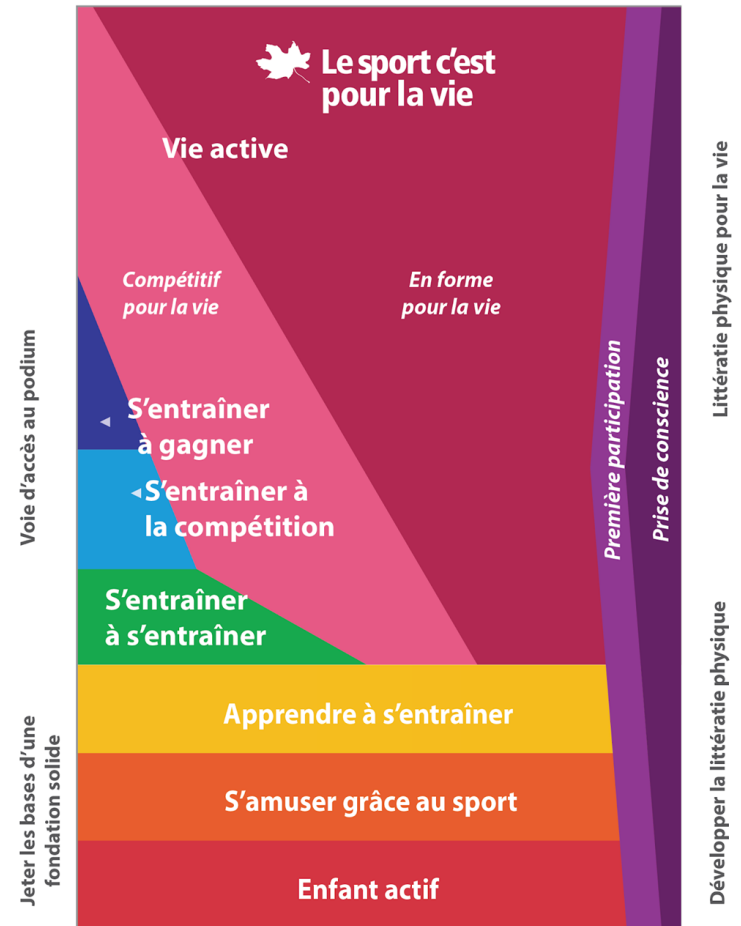 Le sport c'est
pour la vie
Vie active
Compétitif
pour la vie
En forme
pour la vie
S'entraîner
à gagner
S'entraîner à
la compétition
S'entraîner
à s'entraîner
Apprendre à s'entraîner
S'amuser grâce au sport
Enfant actif
Première participation
Prise de conscience
Voie d'accès au podium
Jeter les bases d'une
fondation solide
Littératie physique pour la vie
Développer la littératie physique